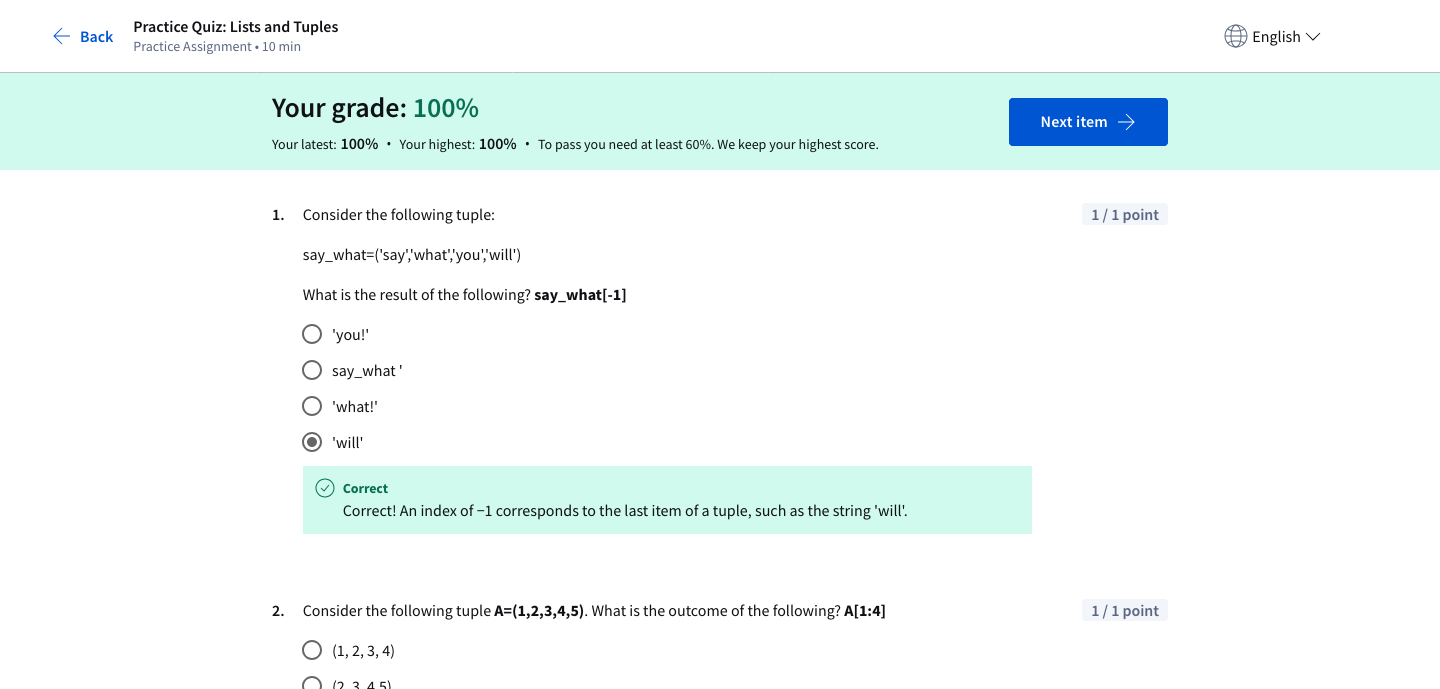 Back
Practice Quiz: Lists and Tuples
Practice Assignment • 10 min
English
Your grade: 100%
Your latest: 100% • Your highest: 100% • To pass you need at least 60%. We keep your highest score.
Next item
1. Consider the following tuple:
1 / 1 point
say_what=('say','what','you','will')
What is the result of the following? say_what[-1]
'you!'
say_what '
'what!'
'will'
Correct
Correct! An index of −1 corresponds to the last item of a tuple, such as the string 'will'.
2. Consider the following tuple A=(1,2,3,4,5). What is the outcome of the following? A[1:4]
1 / 1 point
(1, 2, 3, 4)
(2, 3, 4,5)